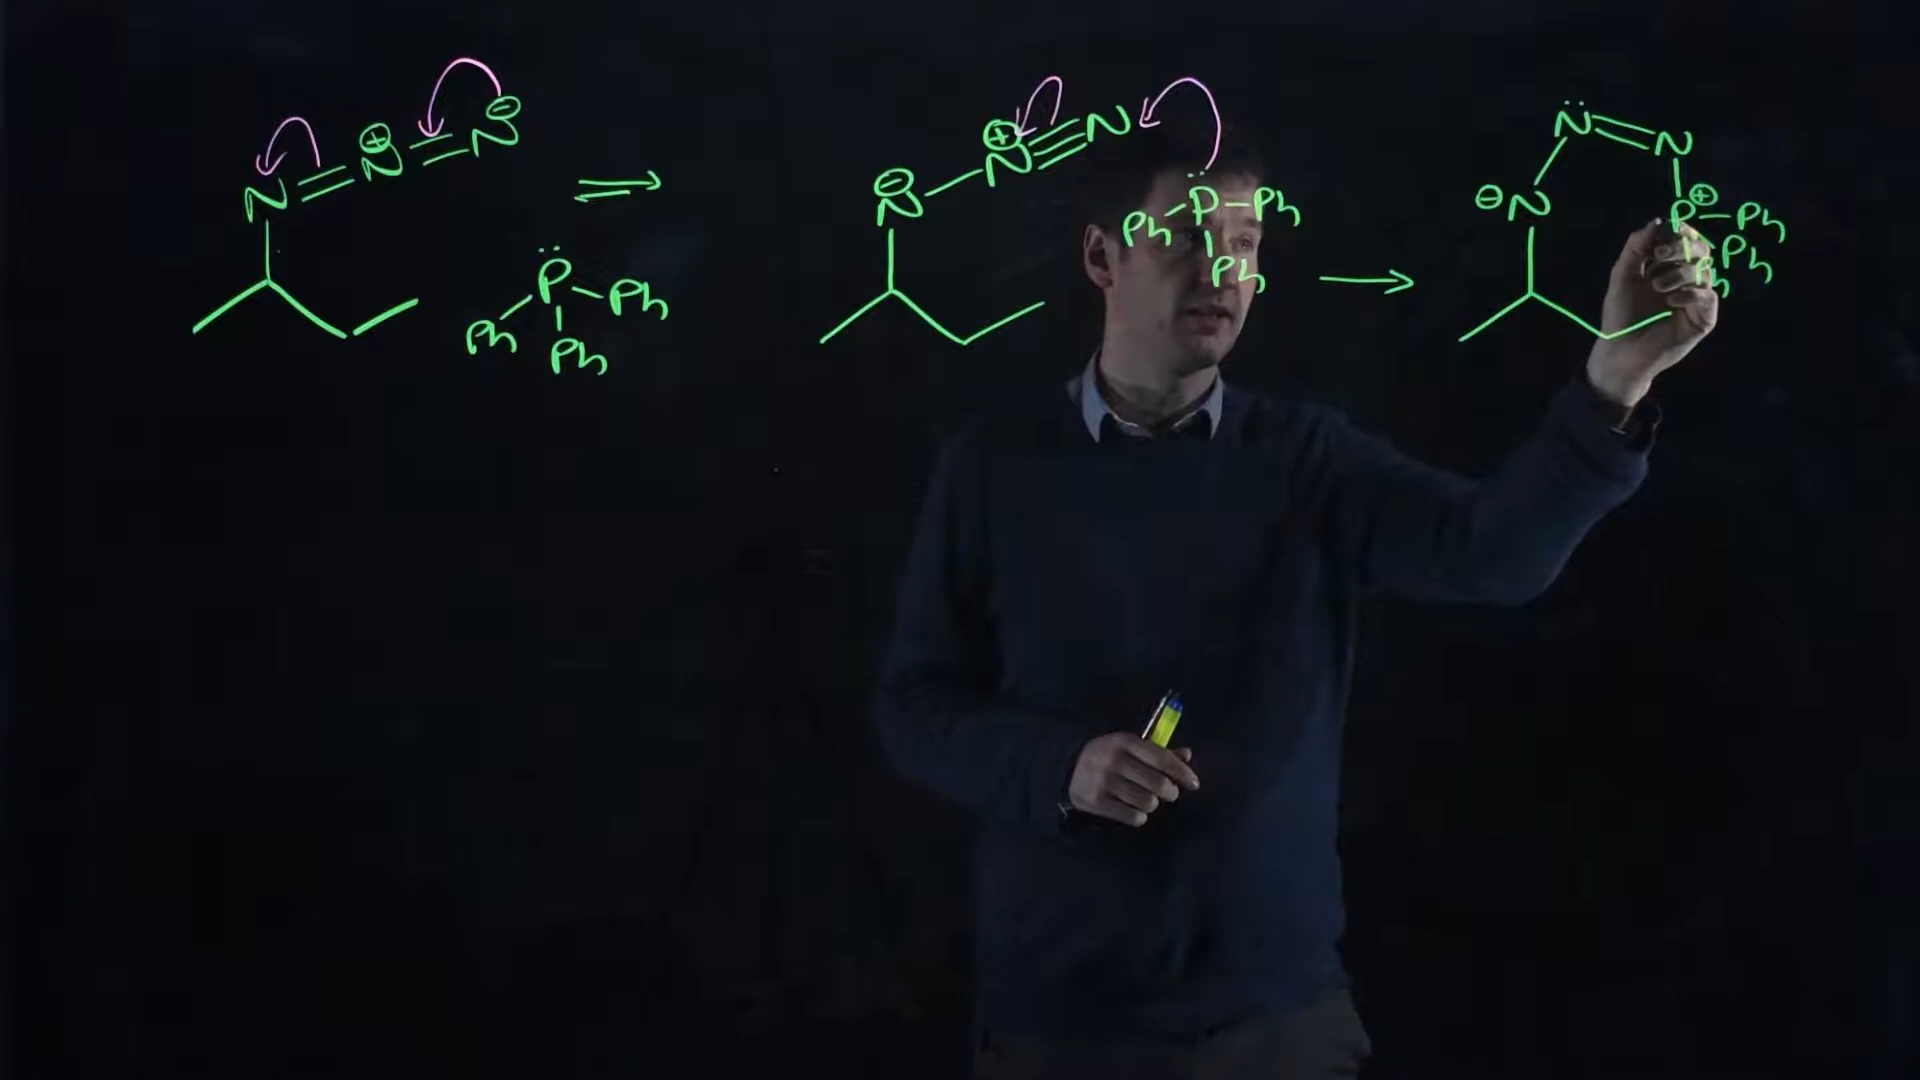 N = N⊕ = N⊖
P̈
Ph Ph
Ph
⇌
⊖N – N⊕ ≡ N
Ph – P̈ – Ph
Ph
→
N̈ = N
⊖N P⊕ – Ph
Ph
Ph